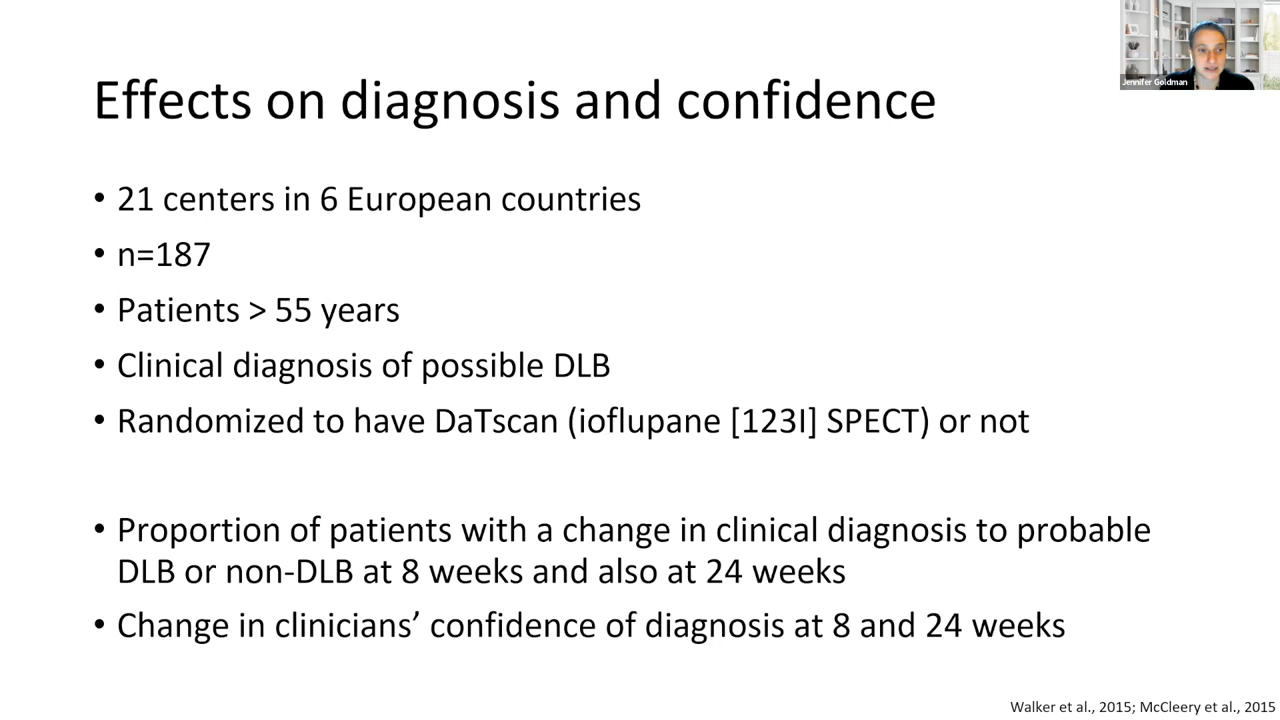 Jennifer Goldman
Effects on diagnosis and confidence
• 21 centers in 6 European countries
• n=187
• Patients > 55 years
• Clinical diagnosis of possible DLB
• Randomized to have DaTscan (ioflupane [123I] SPECT) or not
• Proportion of patients with a change in clinical diagnosis to probable
DLB or non-DLB at 8 weeks and also at 24 weeks
• Change in clinicians’ confidence of diagnosis at 8 and 24 weeks
Walker et al., 2015; McCleery et al., 2015